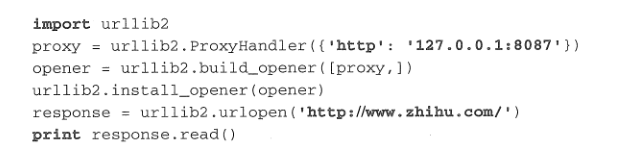 import urllib2
proxy = urllib2.ProxyHandler({'http': '127.0.0.1:8087'})
opener = urllib2.build_opener([proxy,])
urllib2.install_opener(opener)
response = urllib2.urlopen('http://www.zhihu.com/')
print response.read()